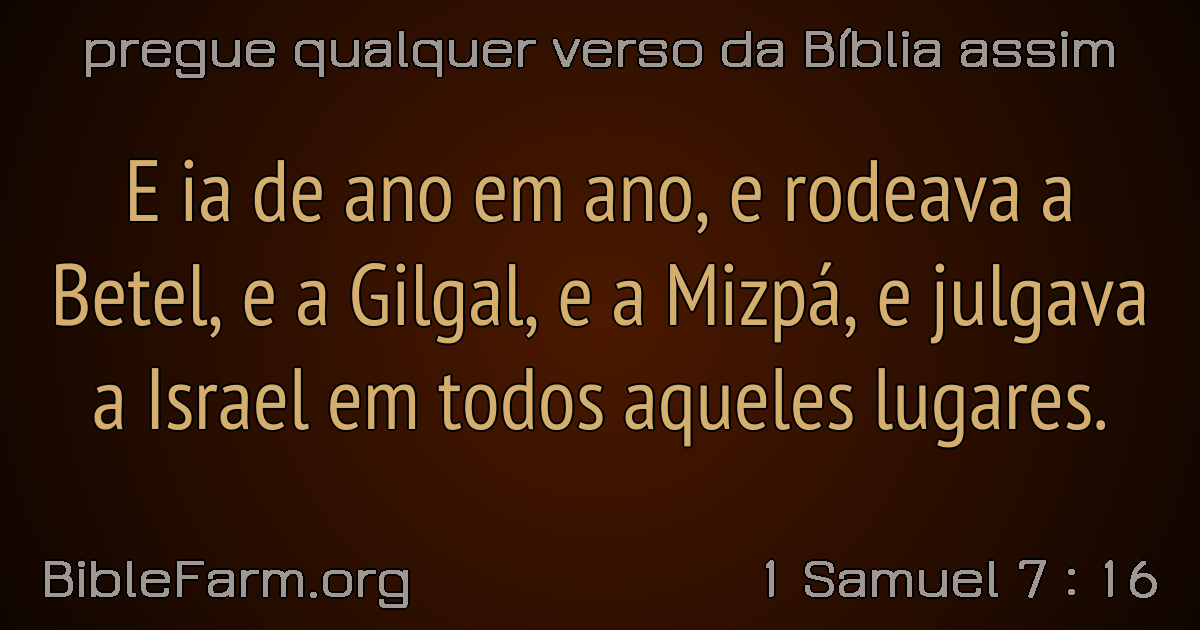 pregue qualquer verso da Bíblia assim
E ia de ano em ano, e rodeava a
Betel, e a Gilgal, e a Mizpá, e julgava
a Israel em todos aqueles lugares.
BibleFarm.org
1 Samuel 7 : 16